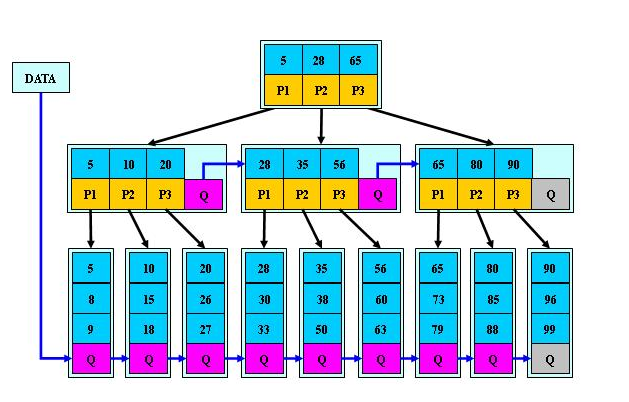 5 28 65
DATA
P1 P2 P3
5 10 20
28 35 56
65 80 90
P1 P2 P3 Q
P1 P2 P3 Q
P1 P2 P3 Q
5 10 20 28 35 56 65 80 90
8 15 26 30 38 60 73 85 96
9 18 27 33 50 63 79 88 99
Q Q Q Q Q Q Q Q Q